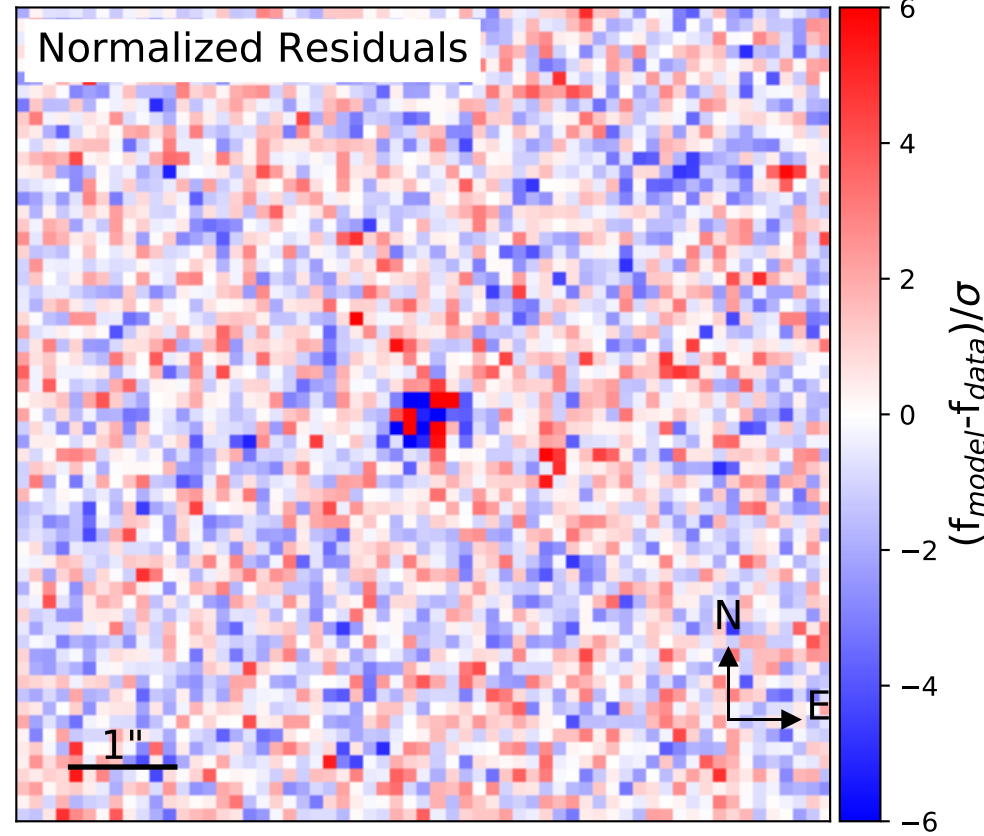 Normalized Residuals
6
4
2
0
−2
−4
−6
(f_model-f_data)/σ
N
E
1"